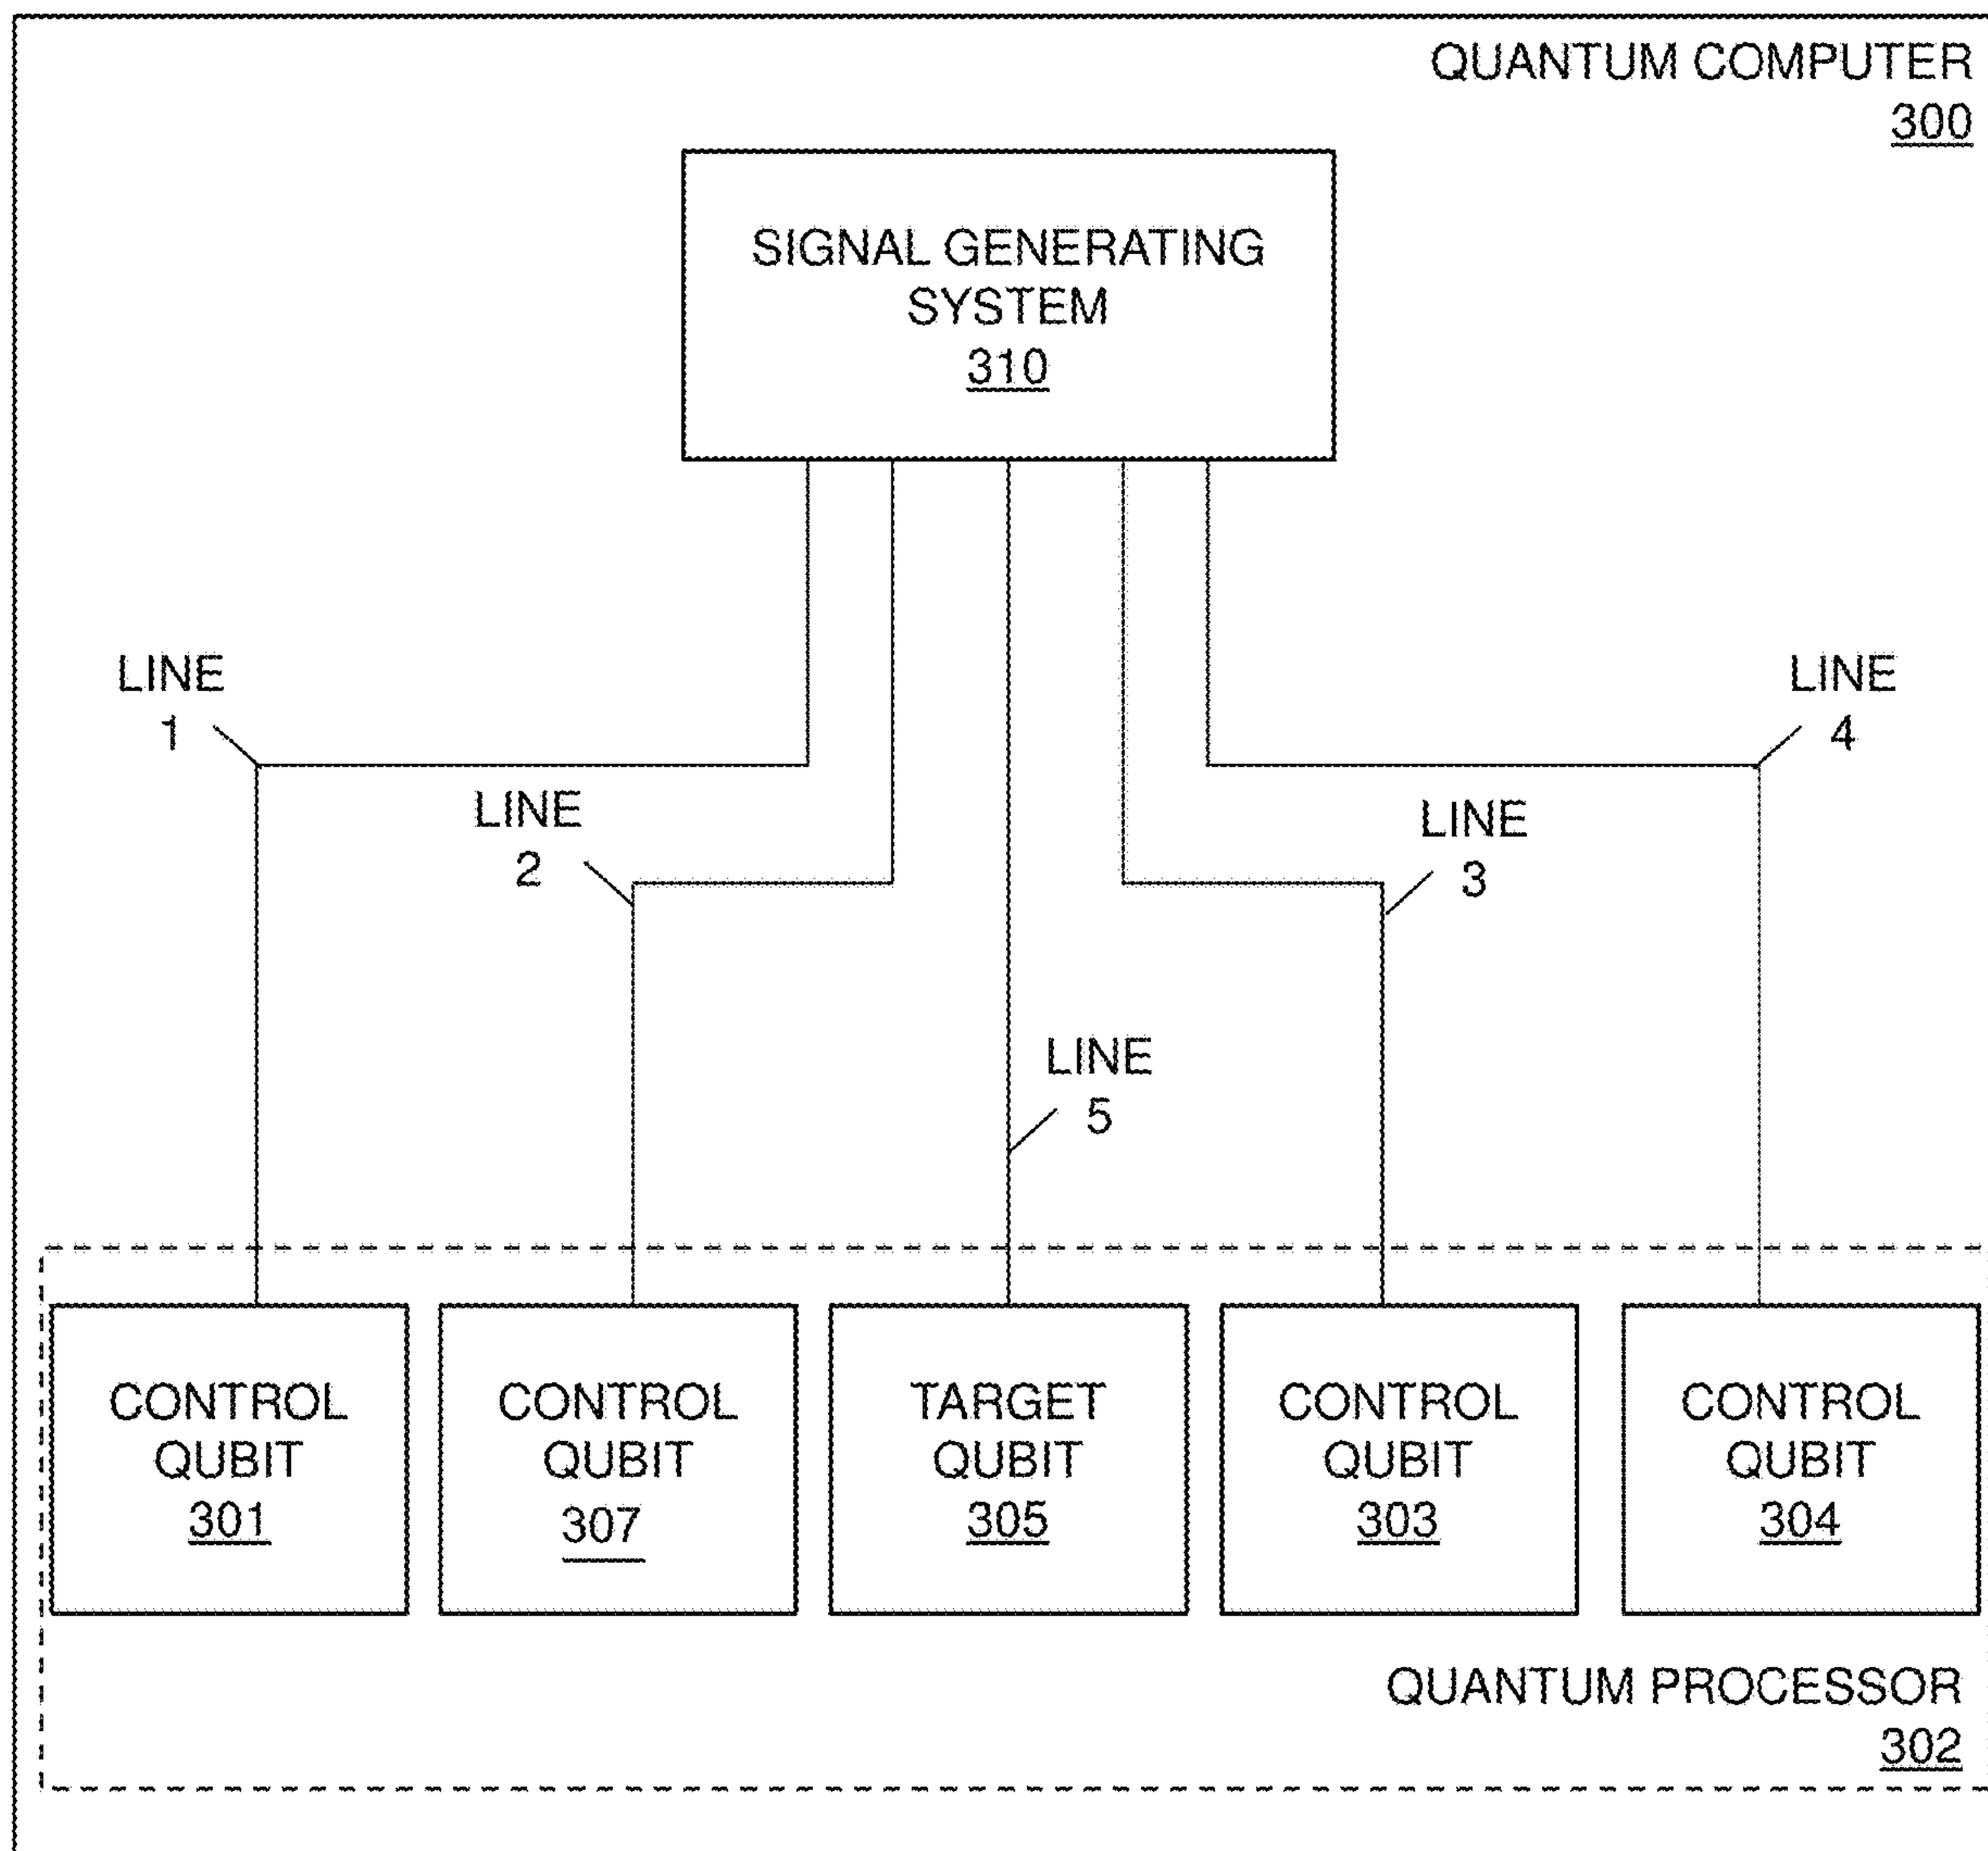 QUANTUM COMPUTER
300
SIGNAL GENERATING
SYSTEM
310
LINE
1
LINE
2
LINE
5
LINE
3
LINE
4
CONTROL
QUBIT
301
CONTROL
QUBIT
307
TARGET
QUBIT
305
CONTROL
QUBIT
303
CONTROL
QUBIT
304
QUANTUM PROCESSOR
302